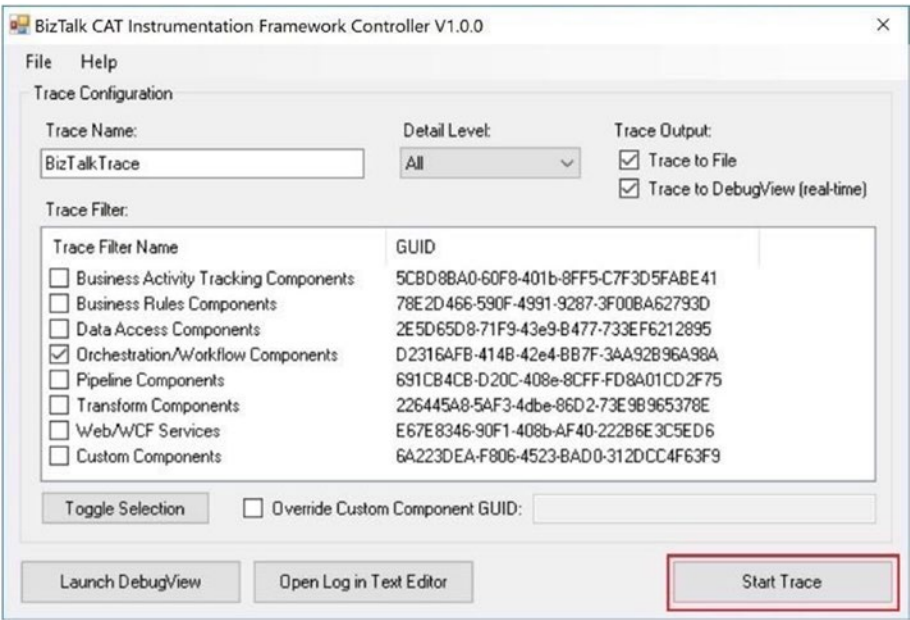 BizTalk CAT Instrumentation Framework Controller V1.0.0
File Help
Trace Configuration
Trace Name: Detail Level: Trace Output:
BizTalkTrace All Trace to File
Trace to DebugView (real-time)
Trace Filter:
Trace Filter Name GUID
Business Activity Tracking Components 5CBD8BA0-60F8-401b-8FF5-C7F3D5FABE41
Business Rules Components 78E2D466-590F-4991-9287-3F00BA62793D
Data Access Components 2E5D65D8-71F9-43e9-B477-733EF6212895
Orchestration/Workflow Components D2316AFB-414B-42e4-BB7F-3AA92B96A98A
Pipeline Components 691CB4CB-D20C-408e-8CFF-FD8A01CD2F75
Transform Components 226445A8-5AF3-4dbe-86D2-73E9B965378E
Web/WCF Services E67E8346-90F1-408b-AF40-222B6E3C5ED6
Custom Components 6A223DEA-F806-4523-BAD0-312DCC4F63F9
Toggle Selection Override Custom Component GUID:
Launch DebugView Open Log in Text Editor Start Trace